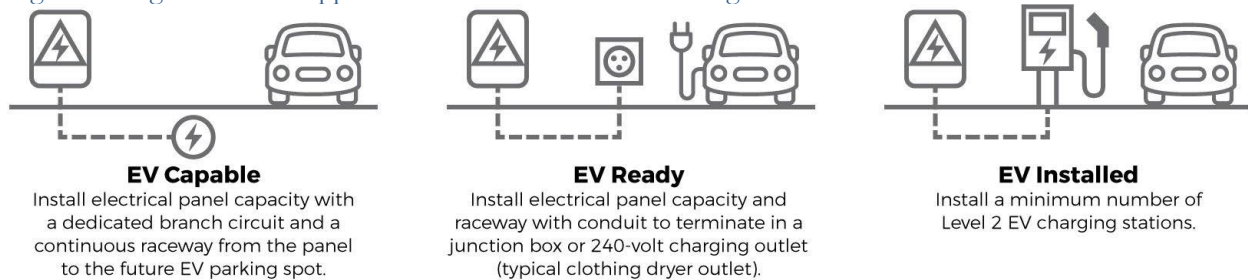 EV Capable
Install electrical panel capacity with
a dedicated branch circuit and a
continuous raceway from the panel
to the future EV parking spot.
EV Ready
Install electrical panel capacity and
raceway with conduit to terminate in a
junction box or 240-volt charging outlet
(typical clothing dryer outlet).
EV Installed
Install a minimum number of
Level 2 EV charging stations.